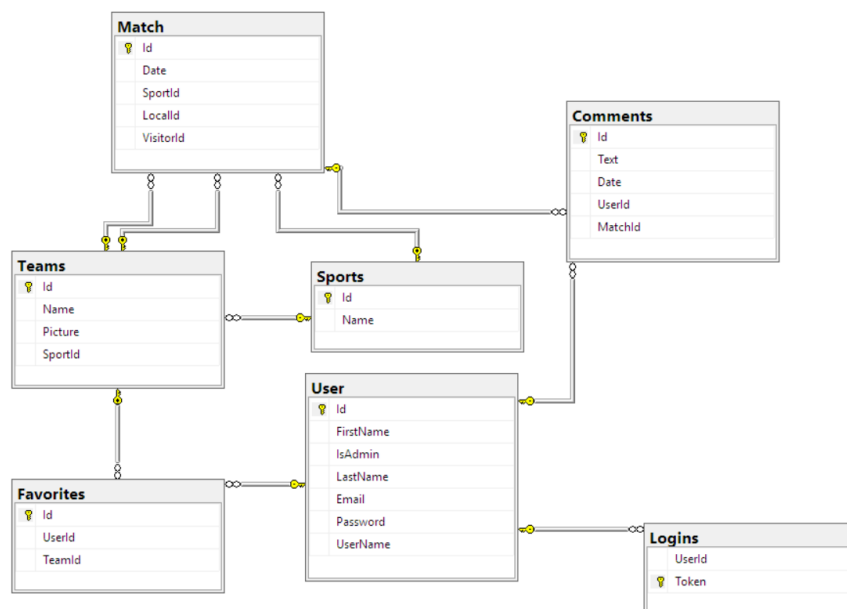 Match
Id
Date
SportId
LocalId
VisitorId
Comments
Id
Text
Date
UserId
MatchId
Teams
Id
Name
Picture
SportId
Sports
Id
Name
User
Id
FirstName
IsAdmin
LastName
Email
Password
UserName
Favorites
Id
UserId
TeamId
Logins
UserId
Token